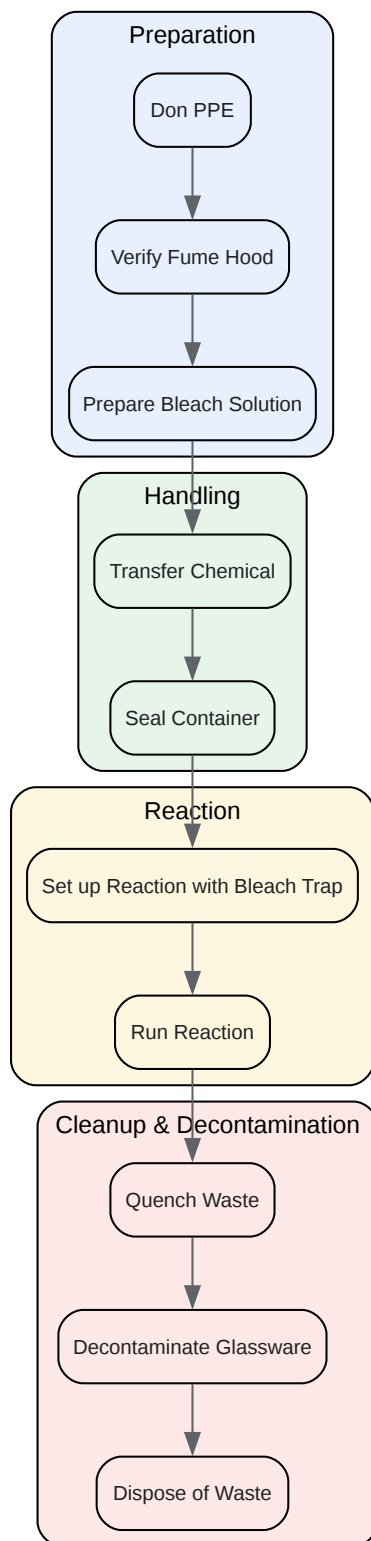 Preparation
Don PPE
Verify Fume Hood
Prepare Bleach Solution
Handling
Transfer Chemical
Seal Container
Reaction
Set up Reaction with Bleach Trap
Run Reaction
Cleanup & Decontamination
Quench Waste
Decontaminate Glassware
Dispose of Waste